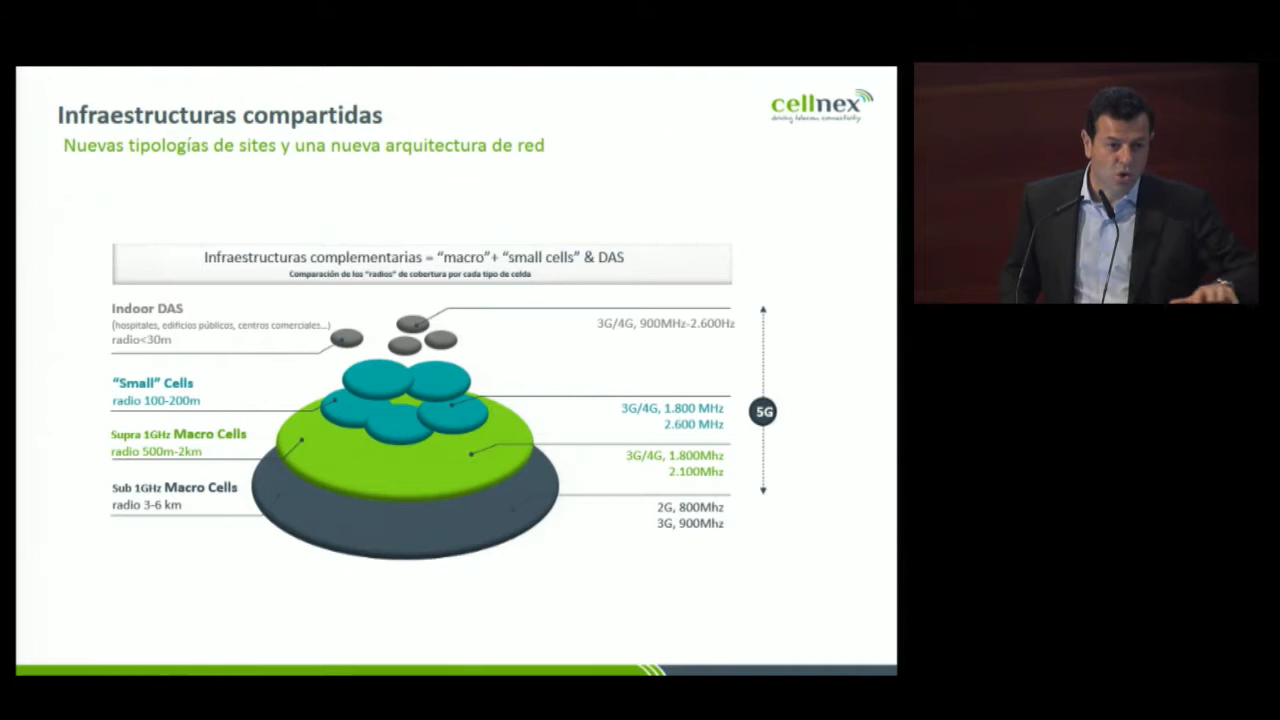 Infraestructuras compartidas
Nuevas tipologías de sites y una nueva arquitectura de red
cellnex
driving telecom connectivity
Infraestructuras complementarias = “macro”+ “small cells” & DAS
Comparación de los “radios” de cobertura por cada tipo de celda
Indoor DAS
(hospitales, edificios públicos, centros comerciales...)
radio<30m
3G/4G, 900MHz-2.600Hz
“Small” Cells
radio 100-200m
3G/4G, 1.800 MHz
2.600 MHz
5G
Supra 1GHz Macro Cells
radio 500m-2km
3G/4G, 1.800Mhz
2.100Mhz
Sub 1GHz Macro Cells
radio 3-6 km
2G, 800Mhz
3G, 900Mhz